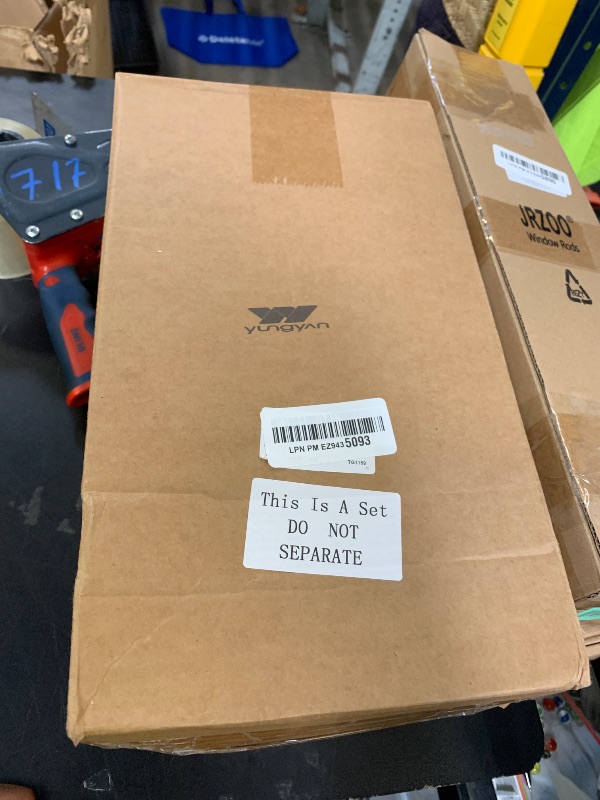 717
yungyan
LPN PM EZ9435093
This Is A Set
DO NOT
SEPARATE
JRZOO®
Window Rods